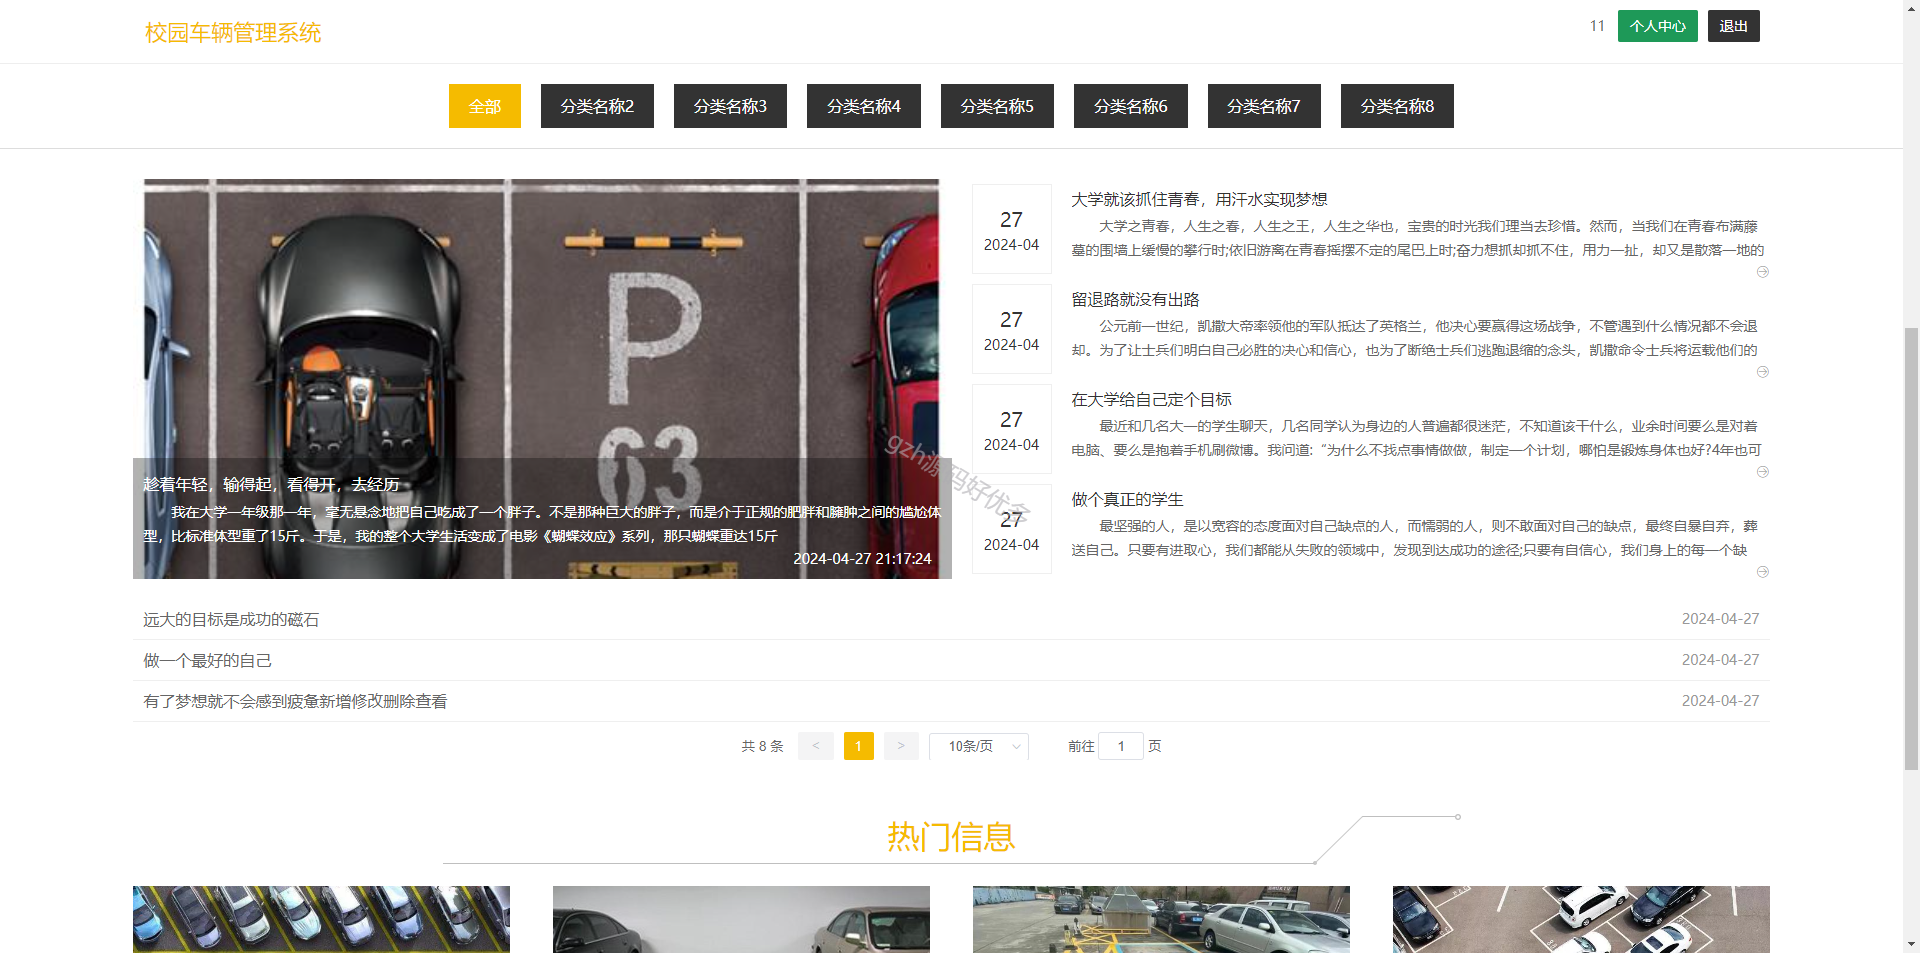 校园车辆管理系统
11 个人中心 退出
全部 分类名称2 分类名称3 分类名称4 分类名称5 分类名称6 分类名称7 分类名称8
P
63
趁着年轻，输得起，看得开，去经历
我在大学一年级那一年，毫无悬念地把自己吃成了一个胖子。不是那种巨大的胖子，而是介于正规的肥胖和臃肿之间的尴尬体
型，比标准体型重了15斤。于是，我的整个大学生活变成了电影《蝴蝶效应》系列，那只蝴蝶重达15斤
2024-04-27 21:17:24
27
2024-04
大学就该抓住青春，用汗水实现梦想
大学之青春，人生之春，人生之王，人生之华也，宝贵的时光我们理当去珍惜。然而，当我们在青春布满藤
蔓的围墙上缓慢的攀行时;依旧游离在青春摇摆不定的尾巴上时;奋力想抓却抓不住，用力一扯，却又是散落一地的
27
2024-04
留退路就没有出路
公元前一世纪，凯撒大帝率领他的军队抵达了英格兰，他决心要赢得这场战争，不管遇到什么情况都不会退
却。为了让士兵们明白自己必胜的决心和信心，也为了断绝士兵们逃跑退缩的念头，凯撒命令士兵将运载他们的
27
2024-04
在大学给自己定个目标
最近和几名大一的学生聊天，几名同学认为身边的人普遍都很迷茫，不知道该干什么，业余时间要么是对着
电脑、要么是抱着手机刷微博。我问道:“为什么不找点事情做做，制定一个计划，哪怕是锻炼身体也好?4年也可
27
2024-04
做个真正的学生
最坚强的人，是以宽容的态度面对自己缺点的人，而懦弱的人，则不敢面对自己的缺点，最终自暴自弃，葬
送自己。只要有进取心，我们都能从失败的领域中，发现到达成功的途径;只要有自信心，我们身上的每一个缺
gzh源码好优多
远大的目标是成功的磁石 2024-04-27
做一个最好的自己 2024-04-27
有了梦想就不会感到疲惫新增修改删除查看 2024-04-27
共 8 条 < 1 > 10条/页 前往 1 页
热门信息